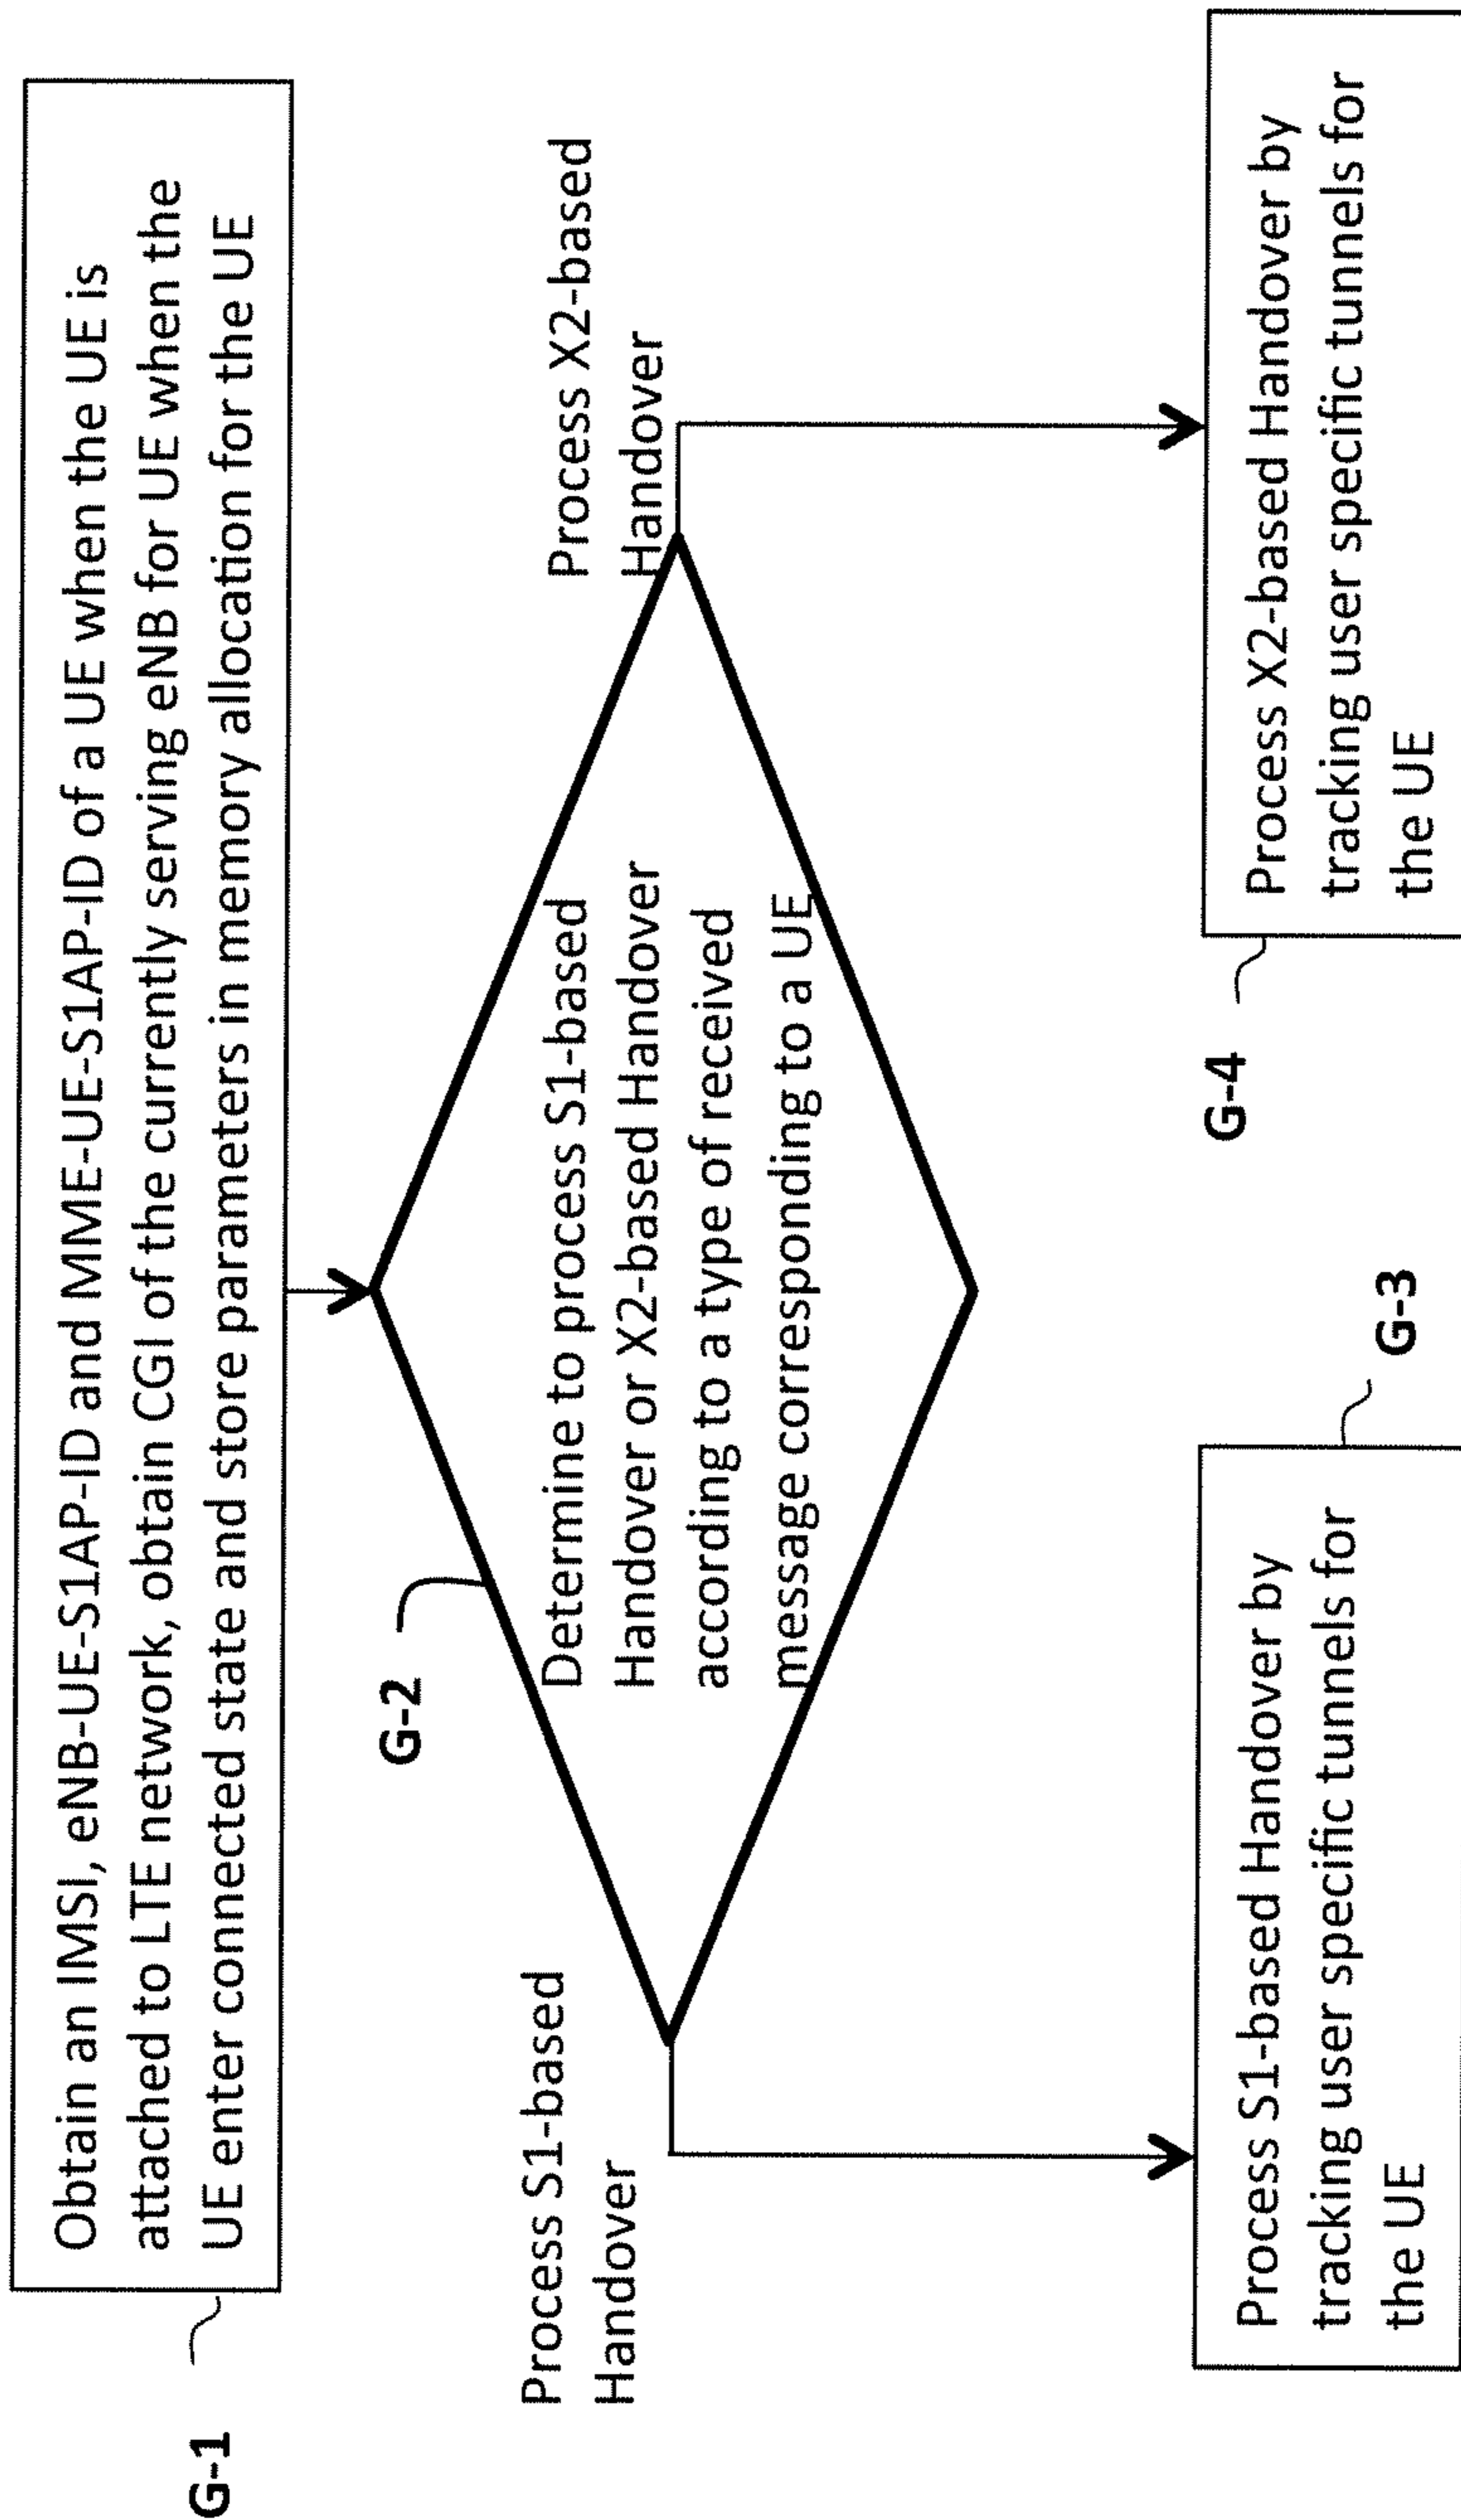 G-1
Obtain an IMSI, eNB-UE-S1AP-ID and MME-UE-S1AP-ID of a UE when the UE is
attached to LTE network, obtain CGI of the currently serving eNB for UE when the
UE enter connected state and store parameters in memory allocation for the UE
G-2
Determine to process S1-based
Handover or X2-based Handover
according to a type of received
message corresponding to a UE
Process S1-based
Handover
Process X2-based
Handover
Process S1-based Handover by
tracking user specific tunnels for
the UE
G-3
G-4
Process X2-based Handover by
tracking user specific tunnels for
the UE